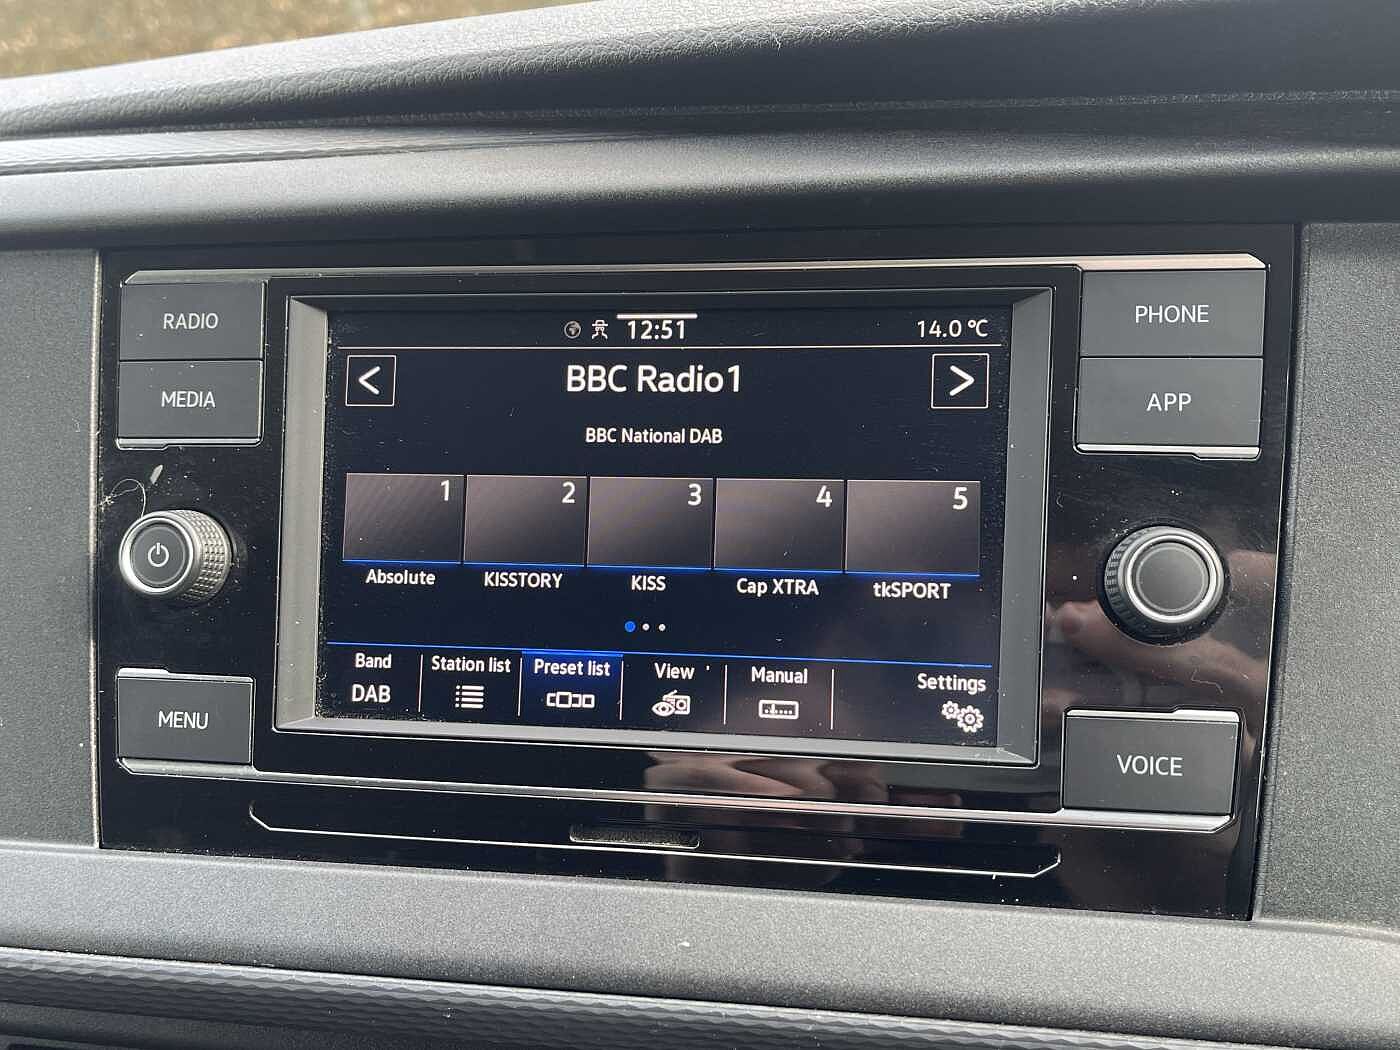 RADIO
MEDIA
MENU
12:51
14.0 °C
<
BBC Radio1
>
BBC National DAB
1 2 3 4 5
Absolute KISSTORY KISS Cap XTRA tkSPORT
Band Station list Preset list View Manual Settings
DAB
PHONE
APP
VOICE